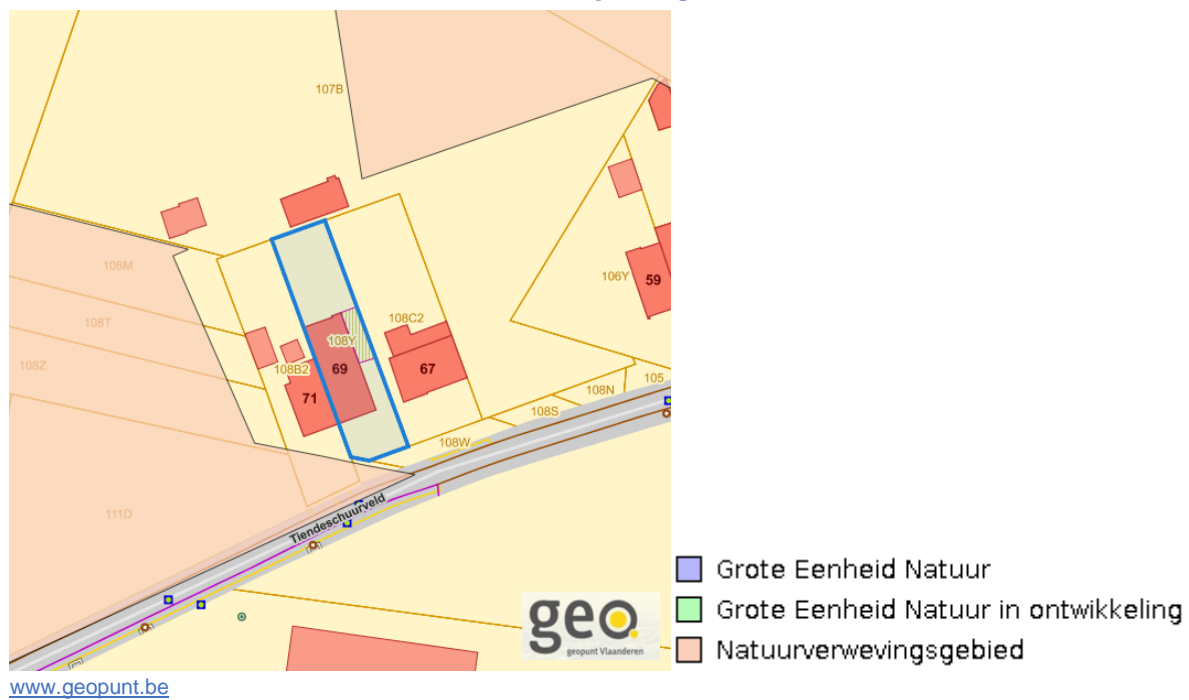 107B
108M
108T
108Z
106Y
59
108C2
108Y
108B2
69
67
71
105
108N
108S
108W
111D
Tiendeschuurveld
geo
geopunt Vlaanderen
Grote Eenheid Natuur
Grote Eenheid Natuur in ontwikkeling
Natuurverwevingsgebied
www.geopunt.be